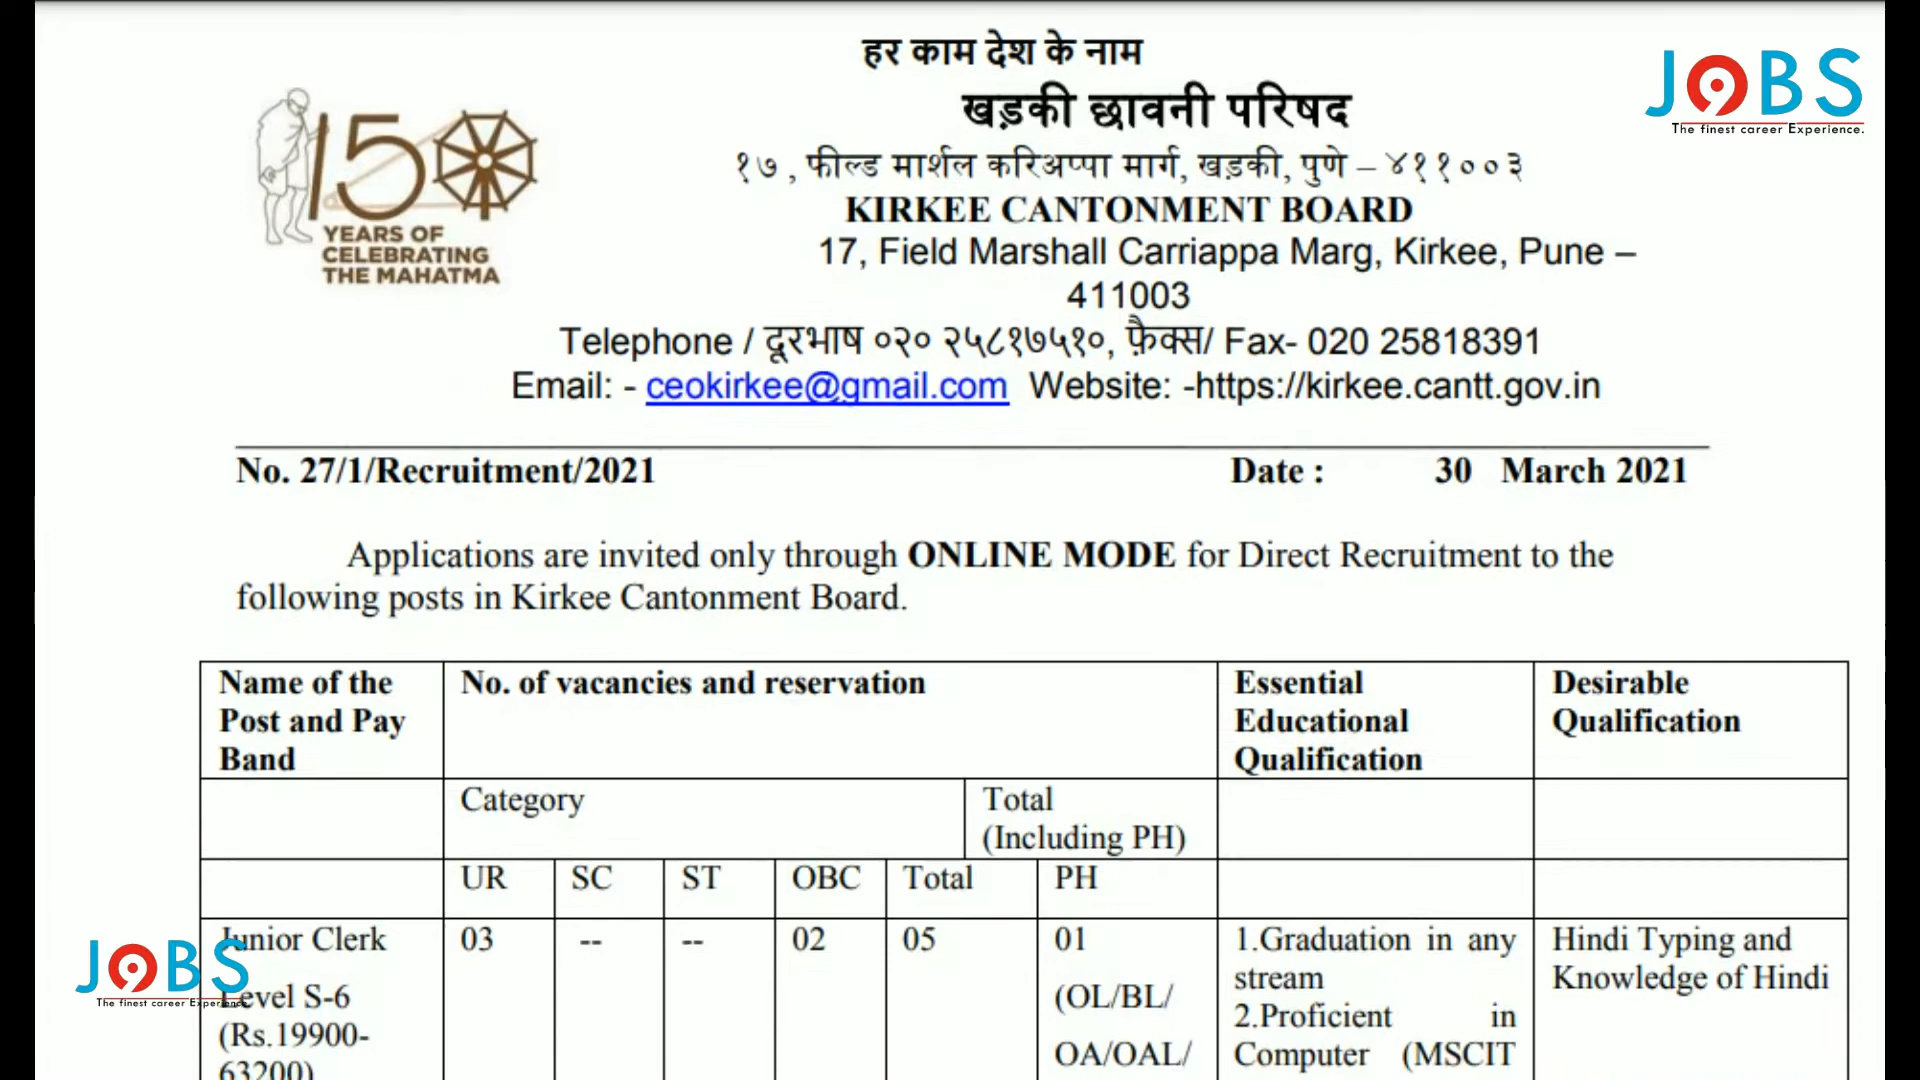 हर काम देश के नाम
खड़की छावनी परिषद
१७ , फील्ड मार्शल करिअप्पा मार्ग, खड़की, पुणे – ४११००३
KIRKEE CANTONMENT BOARD
17, Field Marshall Carriappa Marg, Kirkee, Pune –
411003
Telephone / दूरभाष ०२० २५८१७५१०, फ़ैक्स/ Fax- 020 25818391
Email: - ceokirkee@gmail.com Website: -https://kirkee.cantt.gov.in
150
YEARS OF
CELEBRATING
THE MAHATMA
J9BS
The finest career Experience.
No. 27/1/Recruitment/2021 Date : 30 March 2021
Applications are invited only through ONLINE MODE for Direct Recruitment to the
following posts in Kirkee Cantonment Board.
Name of the
Post and Pay
Band
No. of vacancies and reservation
Essential
Educational
Qualification
Desirable
Qualification
Category
Total
(Including PH)
UR SC ST OBC Total PH
Junior Clerk
Level S-6
(Rs.19900-
63200)
03 -- -- 02 05
01
(OL/BL/
OA/OAL/
1.Graduation in any
stream
2.Proficient in
Computer (MSCIT
Hindi Typing and
Knowledge of Hindi
J9BS
The finest career Experience.